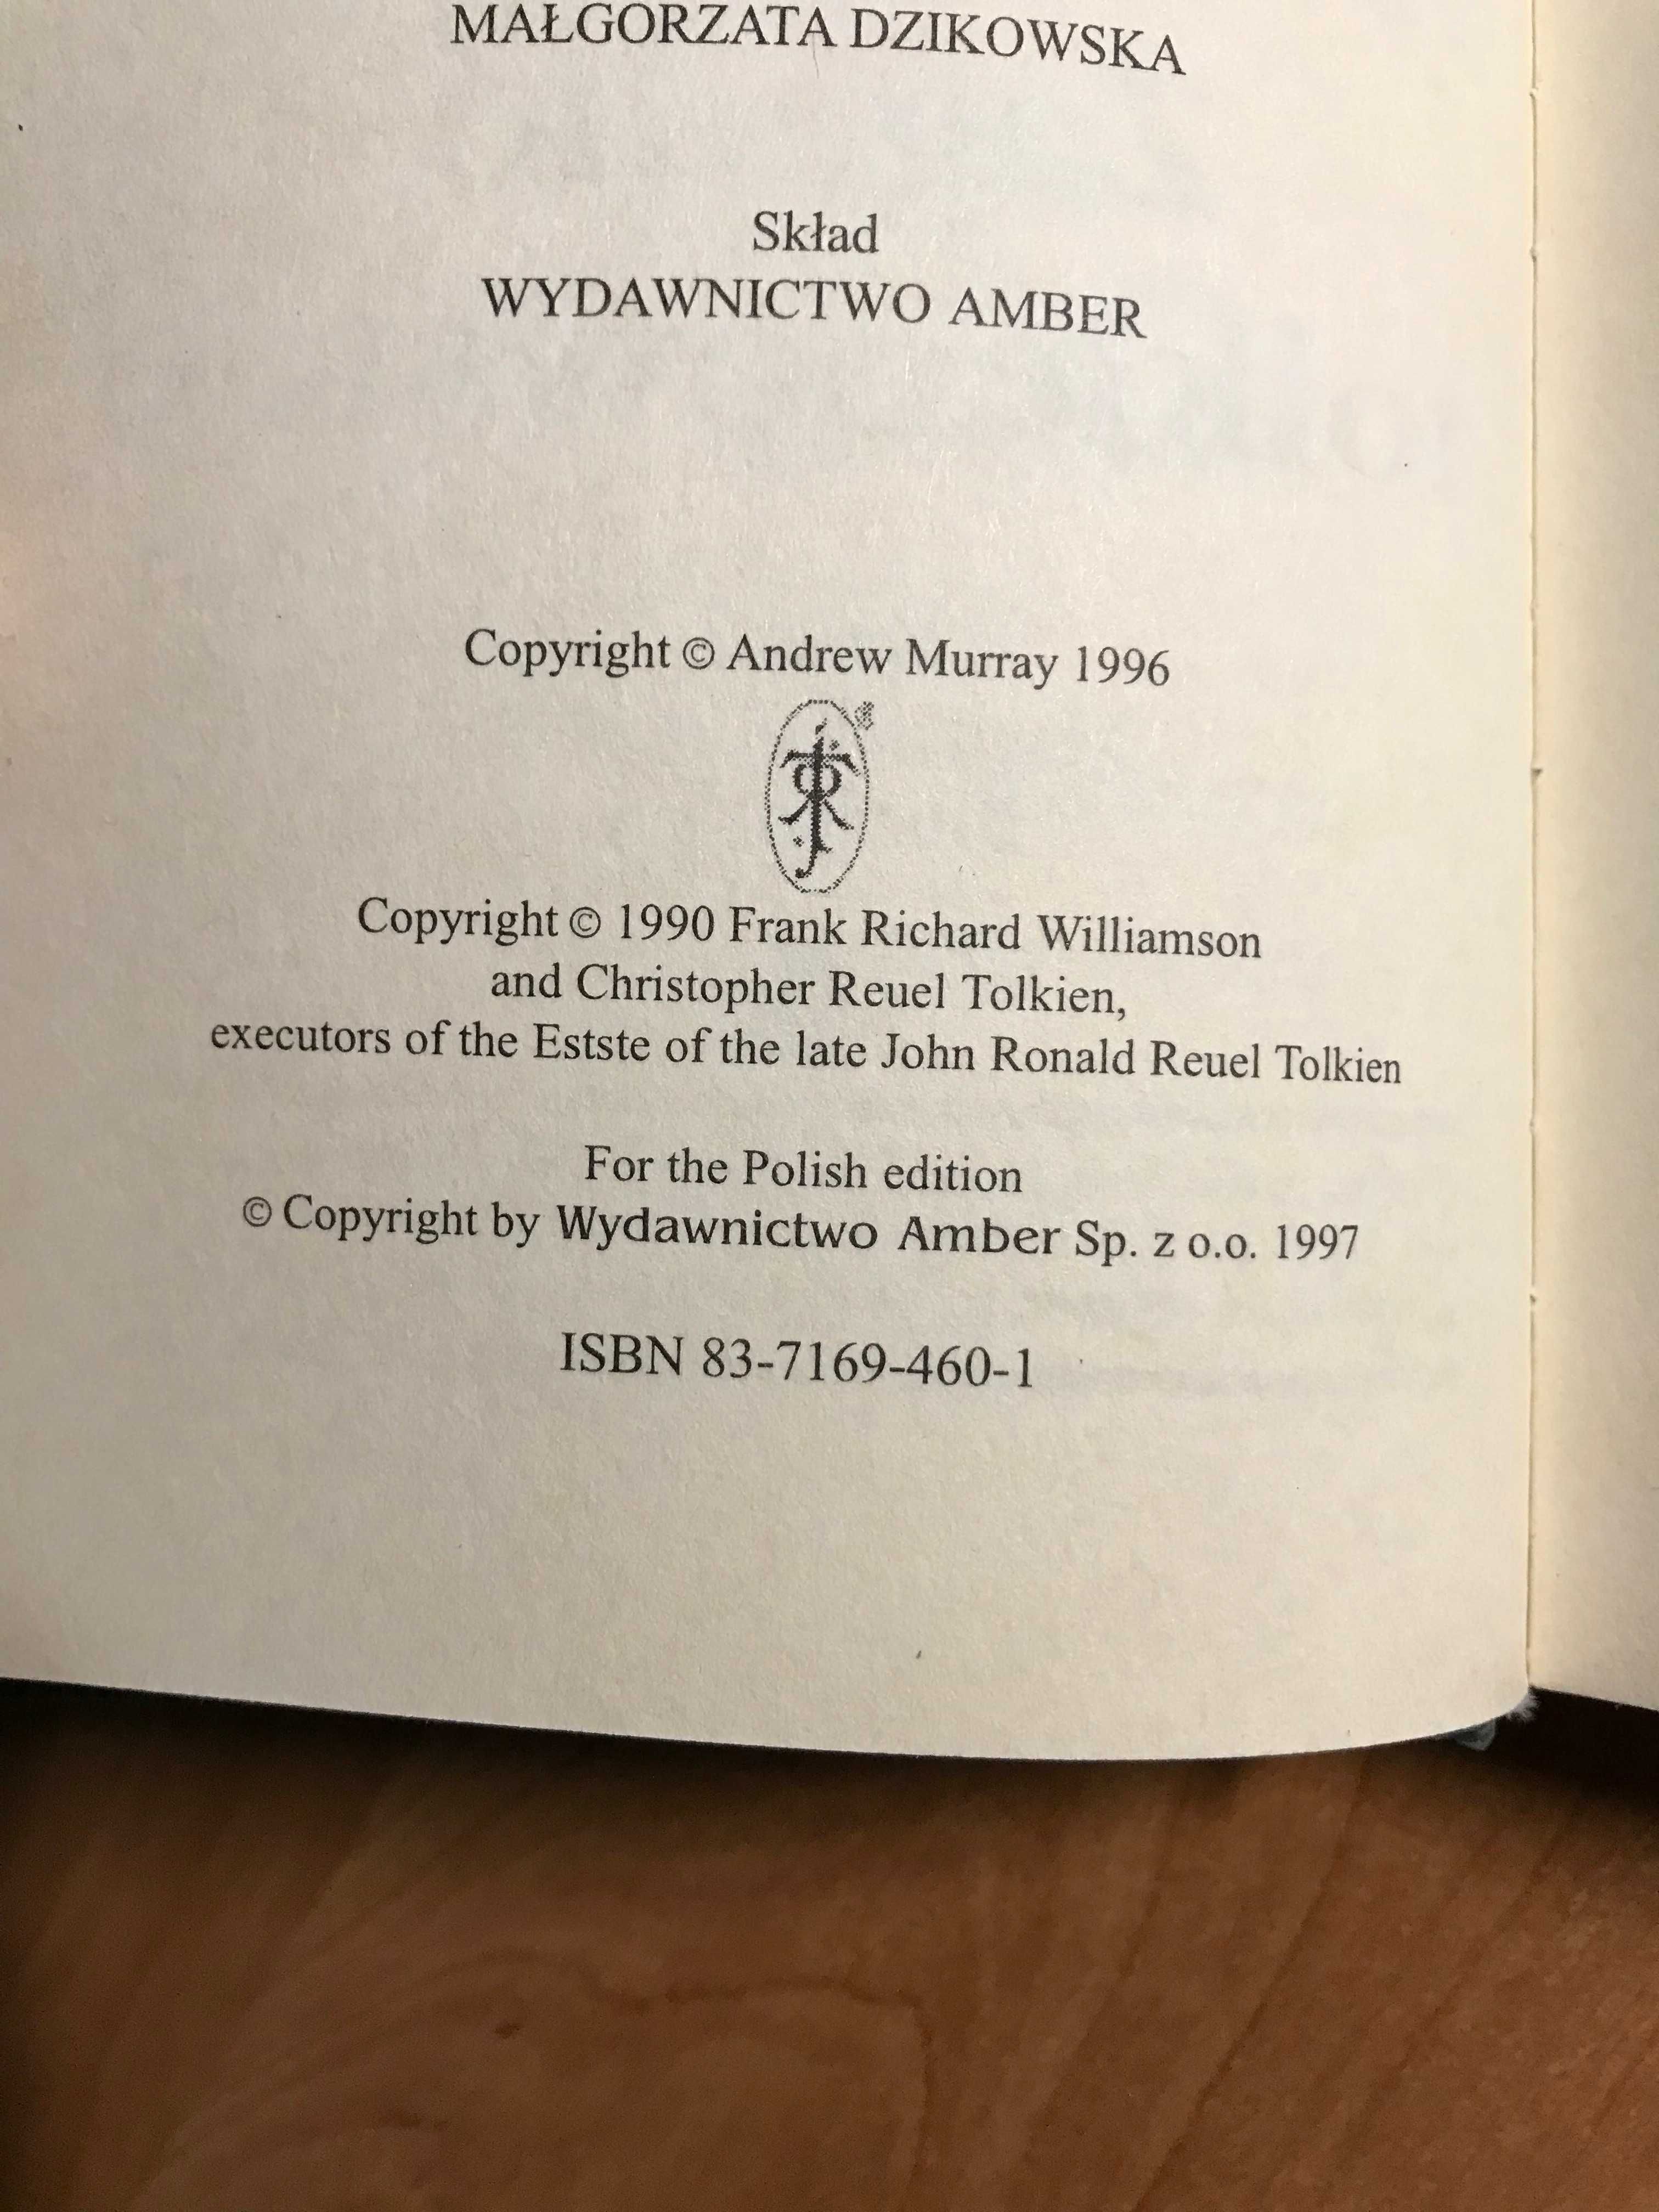 MAŁGORZATA DZIKOWSKA
Skład
WYDAWNICTWO AMBER
Copyright © Andrew Murray 1996
Copyright © 1990 Frank Richard Williamson
and Christopher Reuel Tolkien,
executors of the Estste of the late John Ronald Reuel Tolkien
For the Polish edition
© Copyright by Wydawnictwo Amber Sp. z o.o. 1997
ISBN 83-7169-460-1